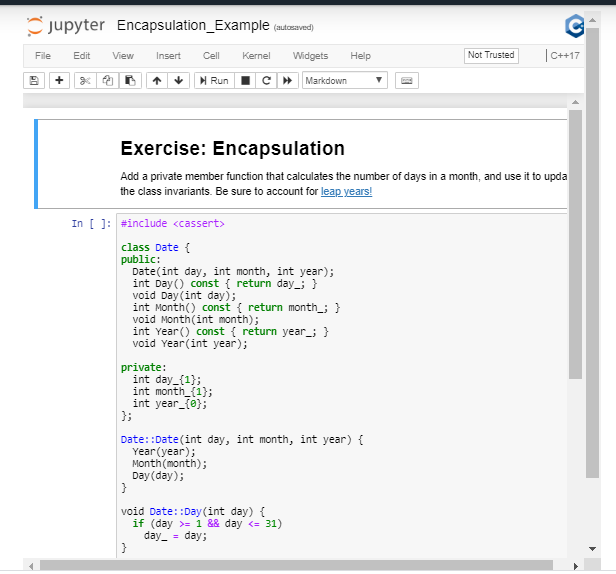 jupyter Encapsulation_Example (autosaved)
File Edit View Insert Cell Kernel Widgets Help Not Trusted C++17
Run Markdown
Exercise: Encapsulation
Add a private member function that calculates the number of days in a month, and use it to upda
the class invariants. Be sure to account for leap years!
In [ ]: #include <cassert>
class Date {
public:
  Date(int day, int month, int year);
  int Day() const { return day_; }
  void Day(int day);
  int Month() const { return month_; }
  void Month(int month);
  int Year() const { return year_; }
  void Year(int year);
private:
  int day_{1};
  int month_{1};
  int year_{0};
};
Date::Date(int day, int month, int year) {
  Year(year);
  Month(month);
  Day(day);
}
void Date::Day(int day) {
  if (day >= 1 && day <= 31)
    day_ = day;
}